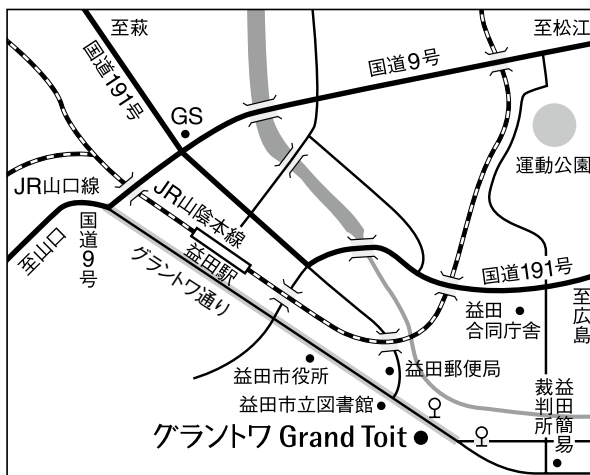 至萩
至松江
国道191号
国道9号
GS
運動公園
JR山口線
JR山陰本線
至山口
国道9号
益田駅
グラントワ通り
国道191号
至広島
益田
合同庁舎
益田市役所
益田郵便局
益田市立図書館
益田簡易
裁判所
グラントワ Grand Toit